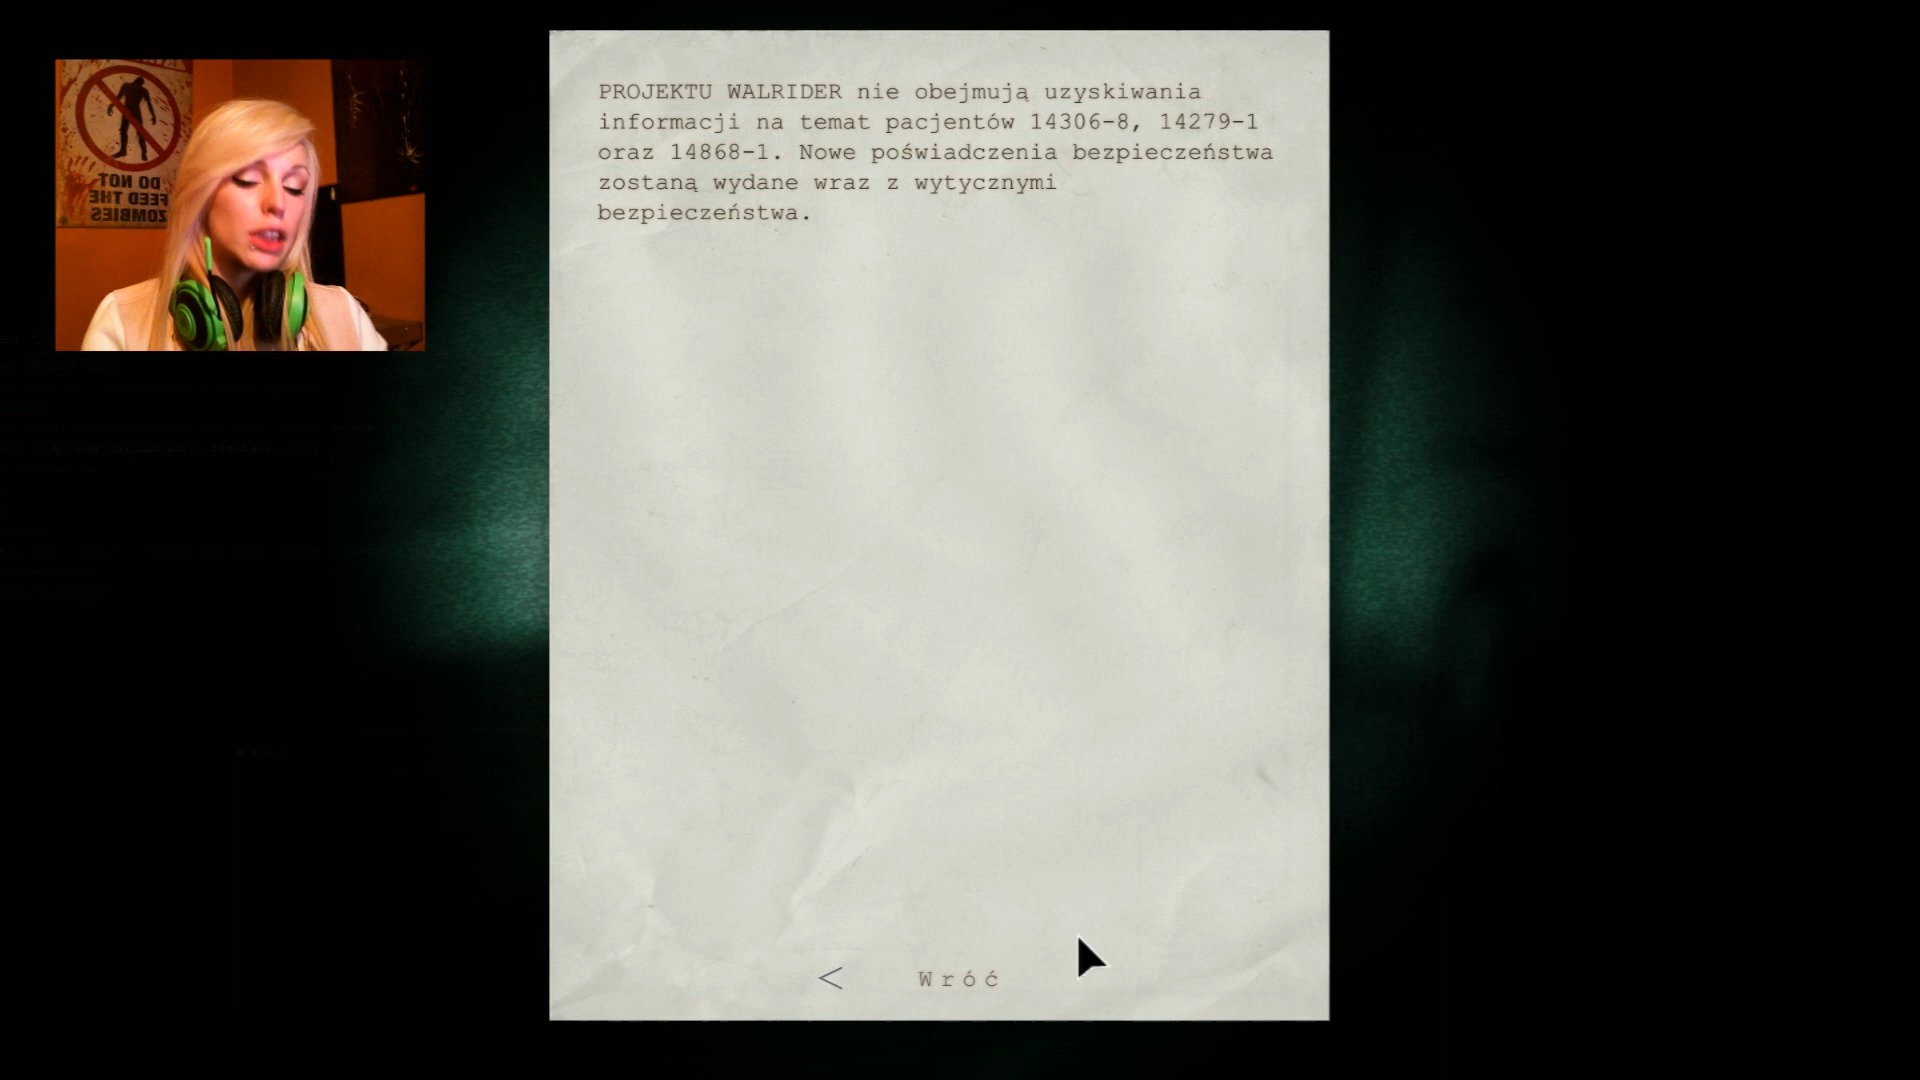 DO NOT
FEED THE
ZOMBIES
PROJEKTU WALRIDER nie obejmują uzyskiwania
informacji na temat pacjentów 14306-8, 14279-1
oraz 14868-1. Nowe poświadczenia bezpieczeństwa
zostaną wydane wraz z wytycznymi
bezpieczeństwa.
< Wróć